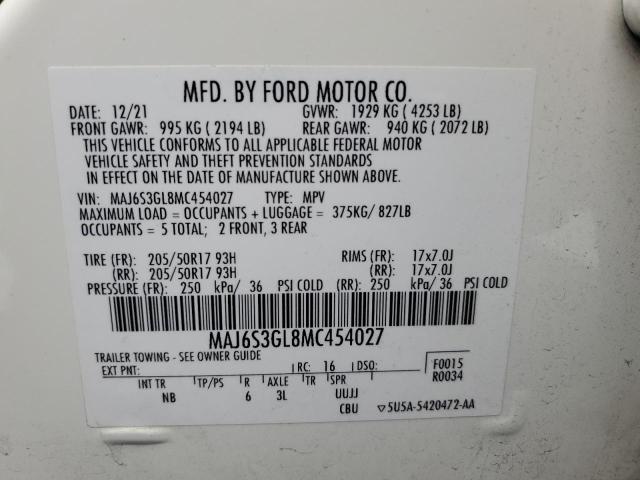 MFD. BY FORD MOTOR CO.
DATE: 12/21 GVWR: 1929 KG ( 4253 LB)
FRONT GAWR: 995 KG ( 2194 LB) REAR GAWR: 940 KG ( 2072 LB)
THIS VEHICLE CONFORMS TO ALL APPLICABLE FEDERAL MOTOR
VEHICLE SAFETY AND THEFT PREVENTION STANDARDS
IN EFFECT ON THE DATE OF MANUFACTURE SHOWN ABOVE.
VIN: MAJ6S3GL8MC454027 TYPE: MPV
MAXIMUM LOAD = OCCUPANTS + LUGGAGE = 375KG/ 827LB
OCCUPANTS = 5 TOTAL; 2 FRONT, 3 REAR
TIRE (FR): 205/50R17 93H RIMS (FR): 17x7.0J
(RR): 205/50R17 93H (RR): 17x7.0J
PRESSURE (FR): 250 kPa/ 36 PSI COLD (RR): 250 kPa/ 36 PSI COLD
MAJ6S3GL8MC454027
TRAILER TOWING - SEE OWNER GUIDE
EXT PNT: RC: 16 DSO: F0015
R0034
INT TR TP/PS R AXLE TR SPR
NB 6 3L UUJJ
CBU ▽5U5A-5420472-AA